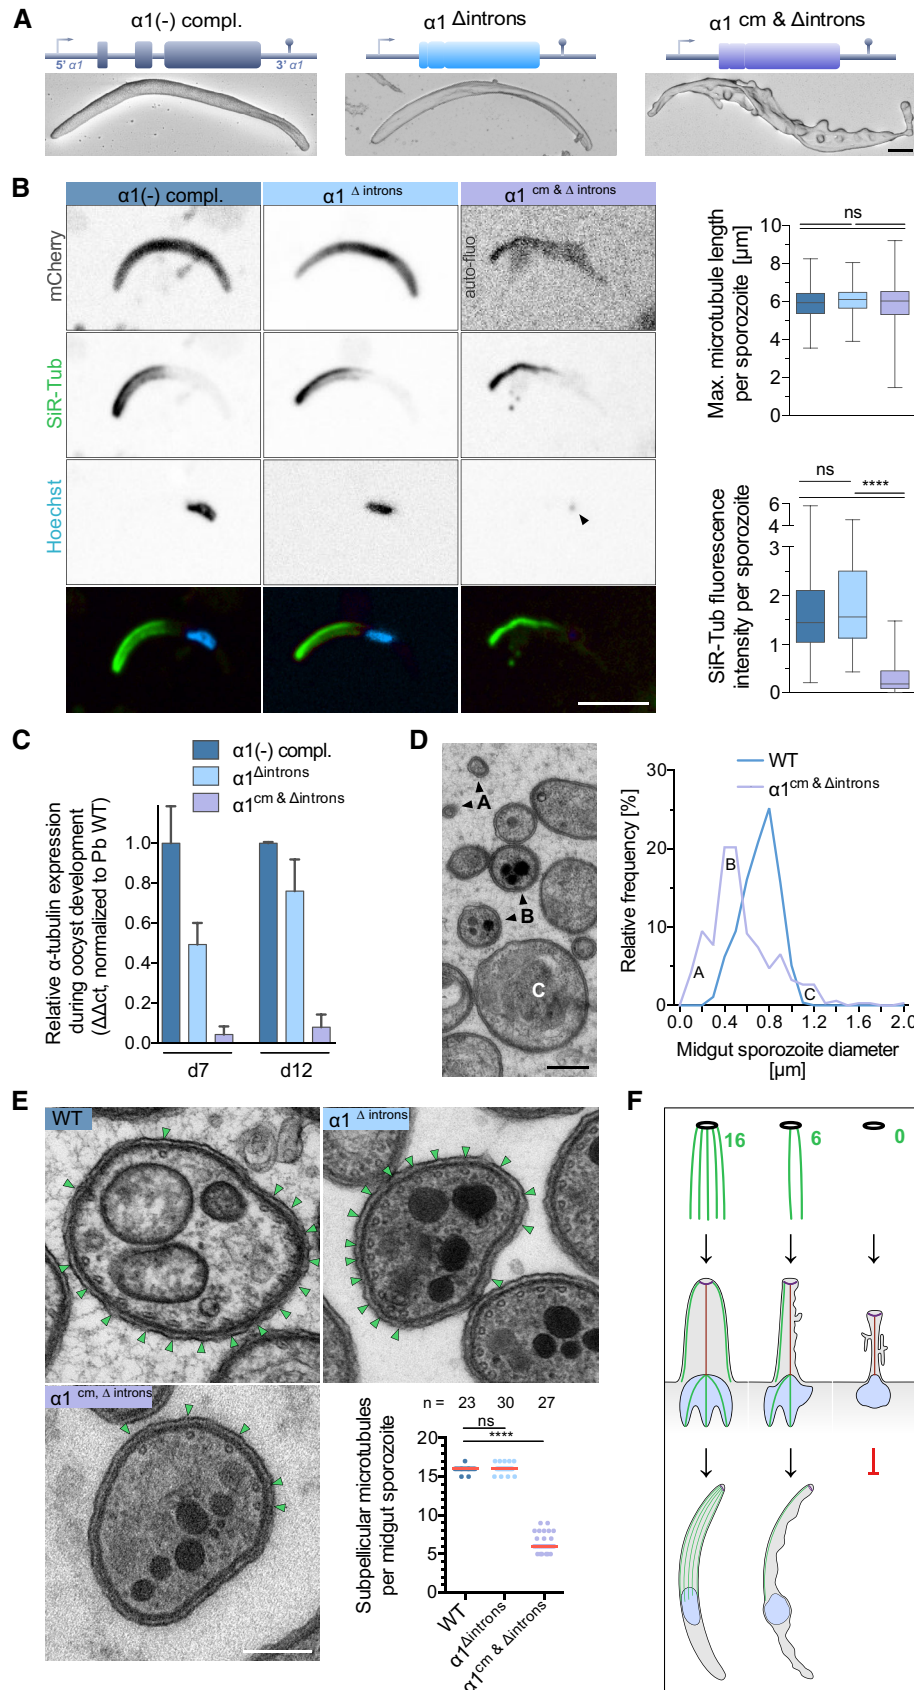 A
α1(-) compl.
α1 Δintrons
α1 cm & Δintrons
5' α1
3' α1
B
α1(-) compl.
α1 Δ introns
α1 cm & Δ introns
mCherry
auto-fluo
SiR-Tub
Hoechst
Max. microtubule length
per sporozoite [µm]
ns
10
8
6
4
2
0
SiR-Tub fluorescence
intensity per sporozoite
ns
****
6
4
3
2
1
0
C
α1(-) compl.
α1Δintrons
α1cm & Δintrons
Relative α-tubulin expression
during oocyst development
(ΔΔct, normalized to Pb WT)
1.0
0.8
0.6
0.4
0.2
0.0
d7
d12
D
A
B
C
WT
α1cm & Δintrons
Relative frequency [%]
30
20
10
0
A
B
C
0.0 0.4 0.8 1.2 1.6 2.0
Midgut sporozoite diameter
[µm]
E
WT
α1 Δ introns
α1 cm, Δ introns
n = 23 30 27
ns
****
Subpellicular microtubules
per midgut sporozoite
20
15
10
5
0
WT
α1Δintrons
α1cm & Δintrons
F
16
6
0